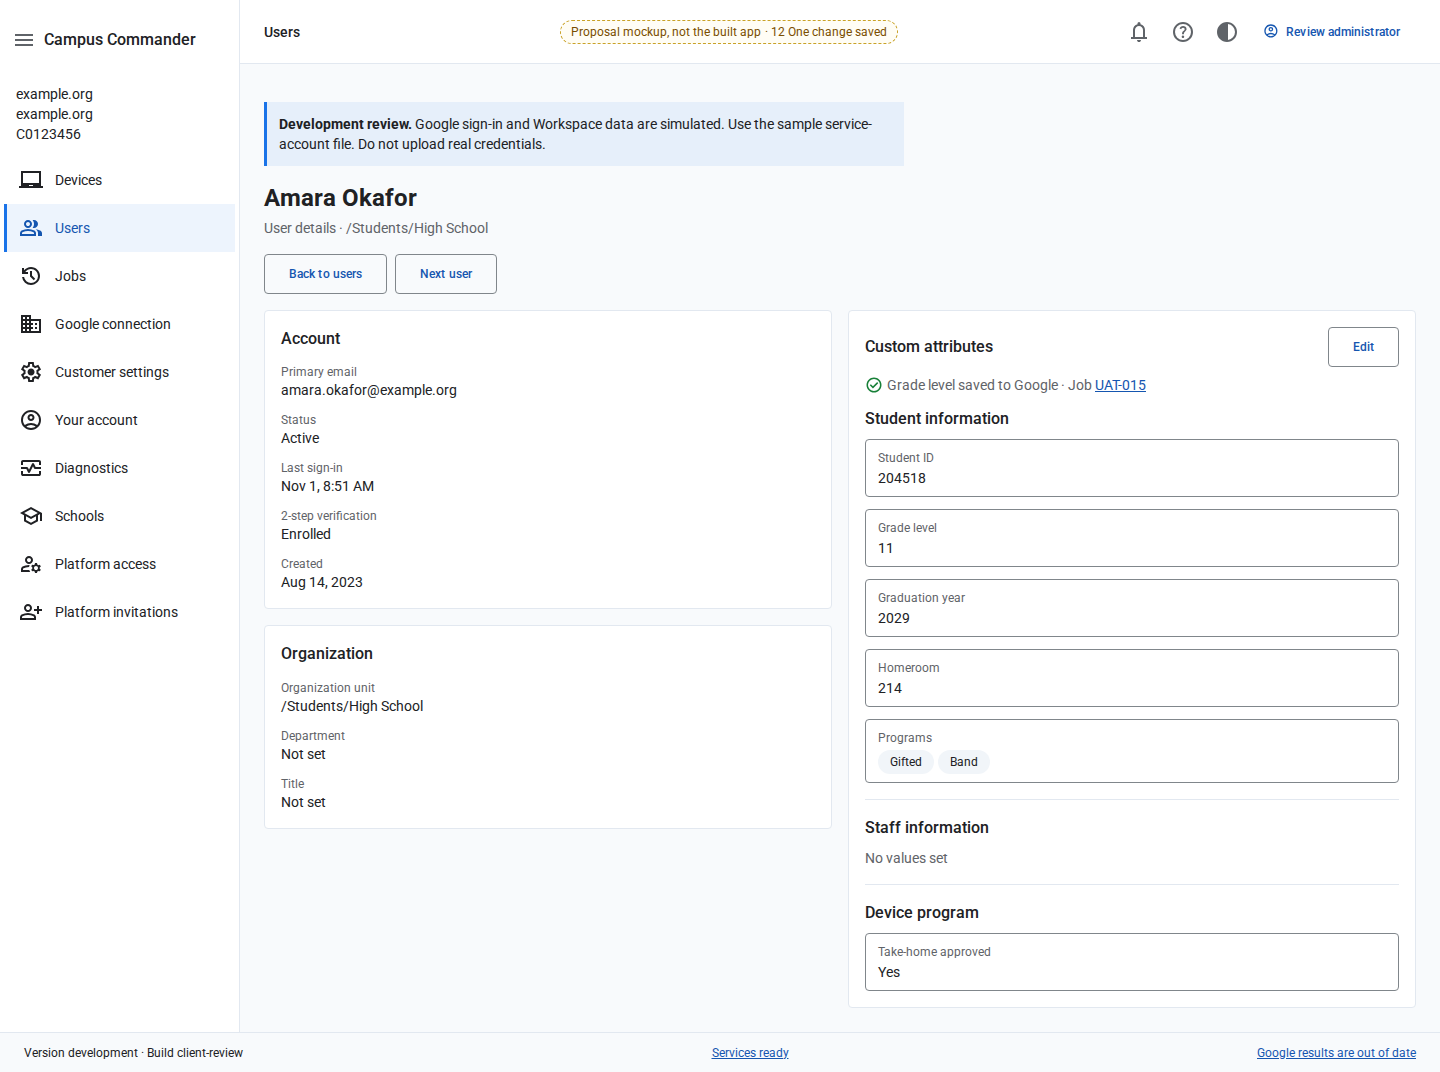 Campus Commander
Users
Proposal mockup, not the built app · 12 One change saved
Review administrator
example.org
example.org
C0123456
Devices
Users
Jobs
Google connection
Customer settings
Your account
Diagnostics
Schools
Platform access
Platform invitations
Development review. Google sign-in and Workspace data are simulated. Use the sample service-
account file. Do not upload real credentials.
Amara Okafor
User details · /Students/High School
Back to users
Next user
Account
Primary email
amara.okafor@example.org
Status
Active
Last sign-in
Nov 1, 8:51 AM
2-step verification
Enrolled
Created
Aug 14, 2023
Organization
Organization unit
/Students/High School
Department
Not set
Title
Not set
Custom attributes
Edit
Grade level saved to Google · Job UAT-015
Student information
Student ID
204518
Grade level
11
Graduation year
2029
Homeroom
214
Programs
Gifted
Band
Staff information
No values set
Device program
Take-home approved
Yes
Version development · Build client-review
Services ready
Google results are out of date